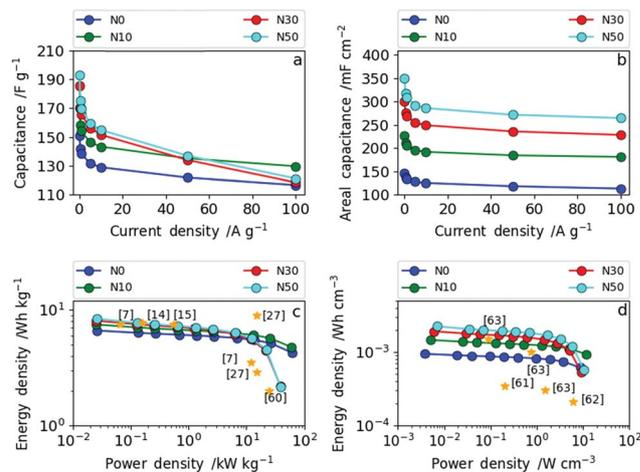 N0 N30
N10 N50
a
Capacitance /F g⁻¹
210
190
170
150
130
110
0 20 40 60 80 100
Current density /A g⁻¹
N0 N30
N10 N50
b
Areal capacitance /mF cm⁻²
400
350
300
250
200
150
100
0 20 40 60 80 100
Current density /A g⁻¹
N0 N30
N10 N50
c
Energy density /Wh kg⁻¹
10¹
10⁰
[7] [14] [15] [27]
[7]
[27]
[60]
10⁻² 10⁻¹ 10⁰ 10¹ 10²
Power density /kW kg⁻¹
N0 N30
N10 N50
d
Energy density /Wh cm⁻³
10⁻³
10⁻⁴
[63]
[63]
[61] [63]
[62]
10⁻³ 10⁻² 10⁻¹ 10⁰ 10¹ 10²
Power density /W cm⁻³